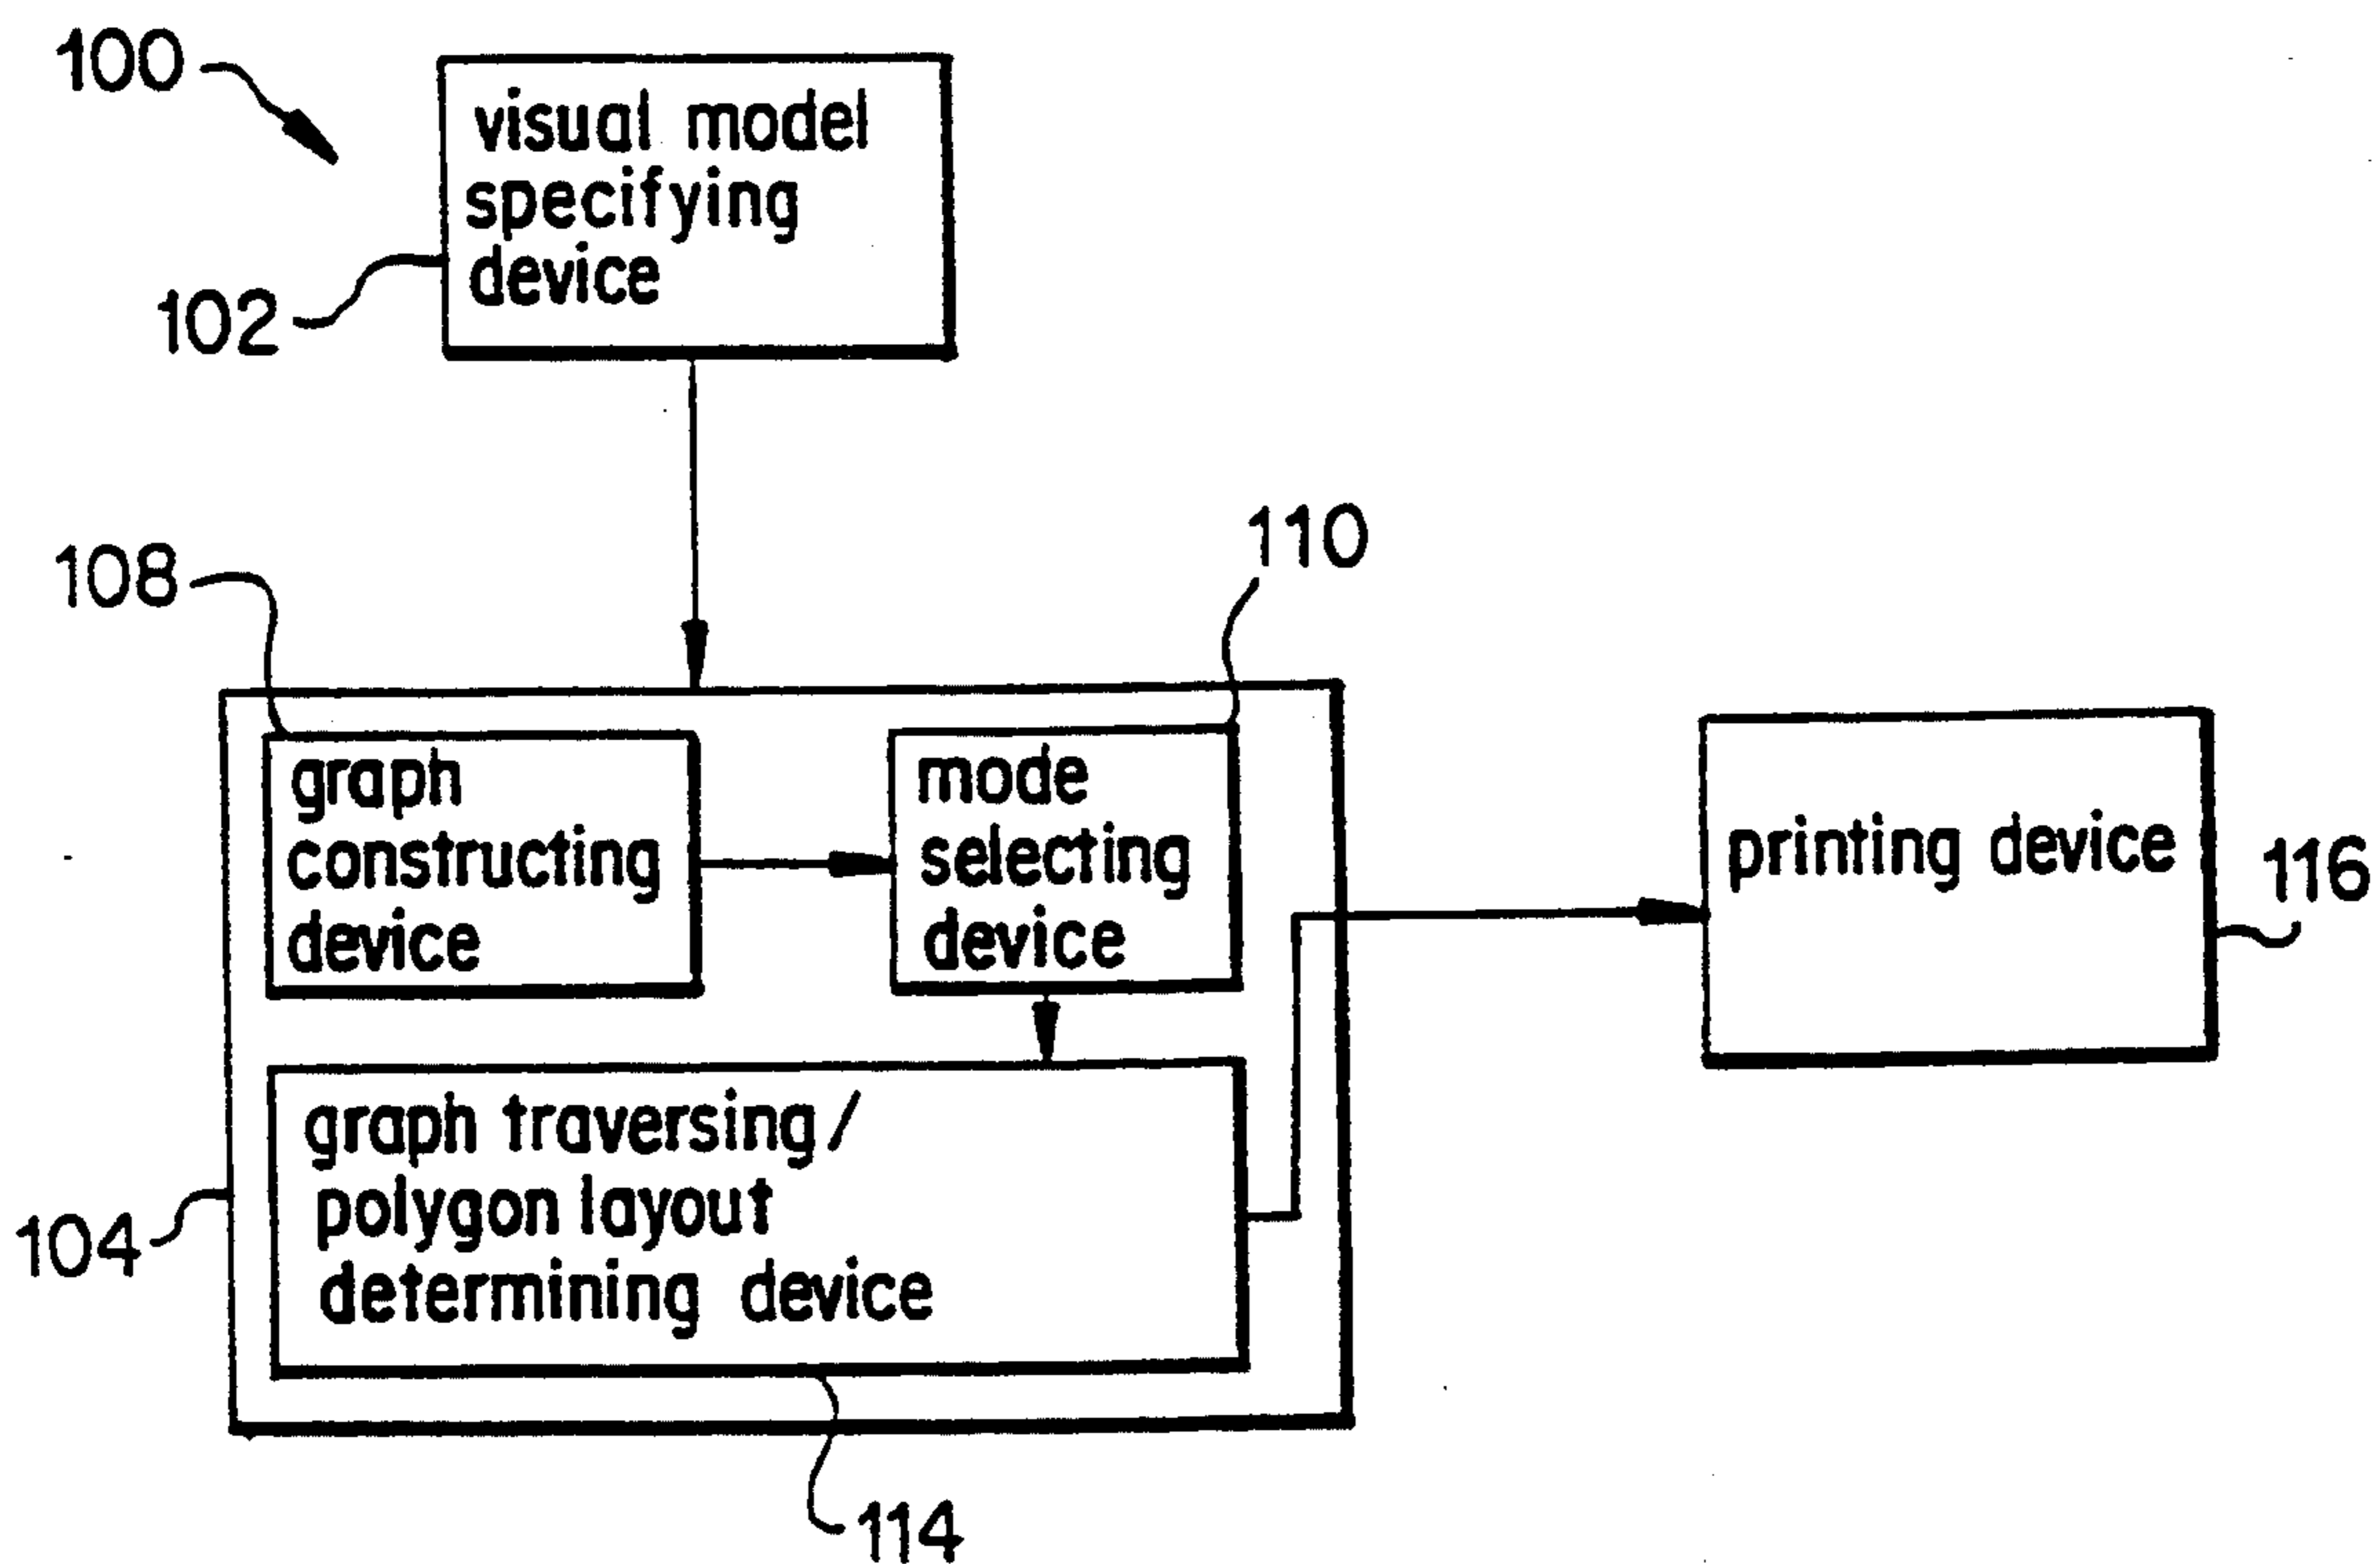 100
visual model
specifying
device
102
108
110
graph
constructing
device
mode
selecting
device
printing device
116
graph traversing/
polygon layout
determining device
104
114